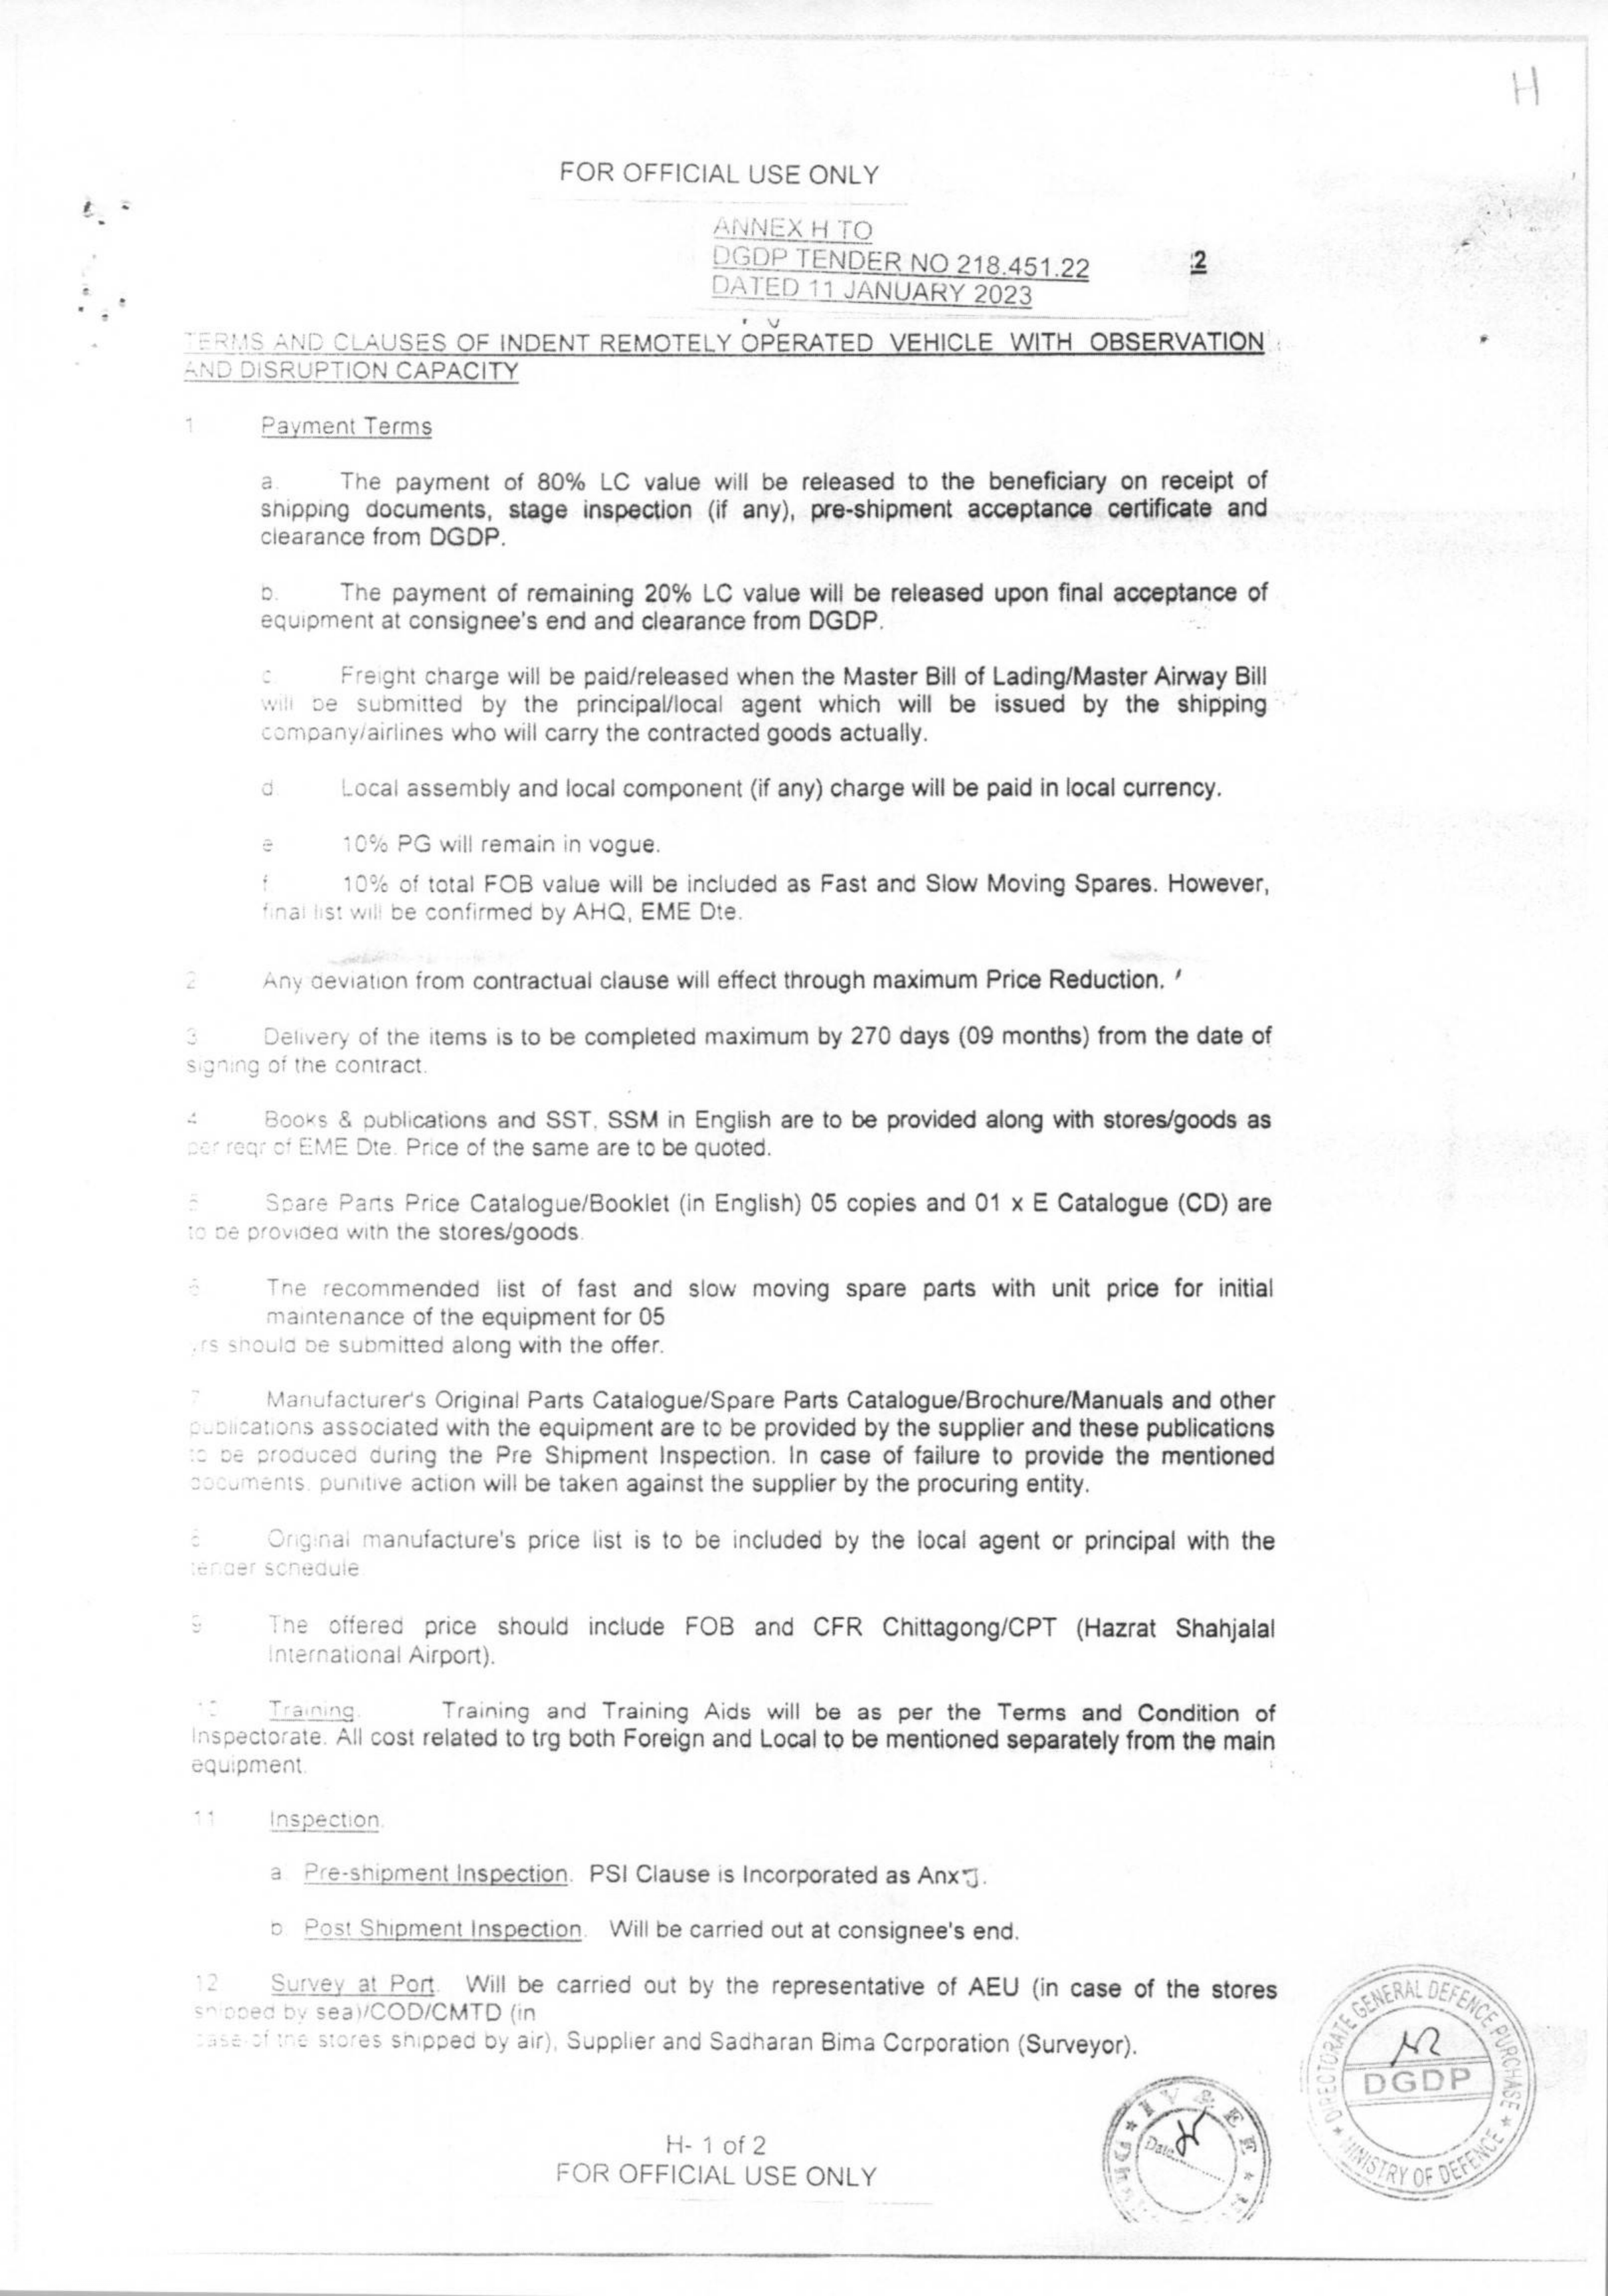 H
FOR OFFICIAL USE ONLY
ANNEX H TO
DGDP TENDER NO 218.451.22 2
DATED 11 JANUARY 2023
TERMS AND CLAUSES OF INDENT REMOTELY OPERATED VEHICLE WITH OBSERVATION
AND DISRUPTION CAPACITY
1 Payment Terms
a. The payment of 80% LC value will be released to the beneficiary on receipt of
shipping documents, stage inspection (if any), pre-shipment acceptance certificate and
clearance from DGDP.
b. The payment of remaining 20% LC value will be released upon final acceptance of
equipment at consignee's end and clearance from DGDP.
c. Freight charge will be paid/released when the Master Bill of Lading/Master Airway Bill
will be submitted by the principal/local agent which will be issued by the shipping
company/airlines who will carry the contracted goods actually.
d. Local assembly and local component (if any) charge will be paid in local currency.
e 10% PG will remain in vogue.
f 10% of total FOB value will be included as Fast and Slow Moving Spares. However,
final list will be confirmed by AHQ, EME Dte.
2 Any deviation from contractual clause will effect through maximum Price Reduction.
3 Delivery of the items is to be completed maximum by 270 days (09 months) from the date of
signing of the contract.
4 Books & publications and SST, SSM in English are to be provided along with stores/goods as
per reqr of EME Dte. Price of the same are to be quoted.
5 Spare Parts Price Catalogue/Booklet (in English) 05 copies and 01 x E Catalogue (CD) are
to be provided with the stores/goods.
6 The recommended list of fast and slow moving spare parts with unit price for initial
maintenance of the equipment for 05
yrs should be submitted along with the offer.
7 Manufacturer's Original Parts Catalogue/Spare Parts Catalogue/Brochure/Manuals and other
publications associated with the equipment are to be provided by the supplier and these publications
to be produced during the Pre Shipment Inspection. In case of failure to provide the mentioned
documents, punitive action will be taken against the supplier by the procuring entity.
8 Original manufacture's price list is to be included by the local agent or principal with the
tender schedule.
9 The offered price should include FOB and CFR Chittagong/CPT (Hazrat Shahjalal
International Airport).
10 Training. Training and Training Aids will be as per the Terms and Condition of
Inspectorate. All cost related to trg both Foreign and Local to be mentioned separately from the main
equipment.
11 Inspection.
a. Pre-shipment Inspection. PSI Clause is Incorporated as Anx J.
b. Post Shipment Inspection. Will be carried out at consignee's end.
12 Survey at Port. Will be carried out by the representative of AEU (in case of the stores
shipped by sea)/COD/CMTD (in
case of the stores shipped by air), Supplier and Sadharan Bima Corporation (Surveyor).
DIRECTORATE GENERAL DEFENCE PURCHASE
DGDP
MINISTRY OF DEFENCE
IV & EE
Date
H- 1 of 2
FOR OFFICIAL USE ONLY